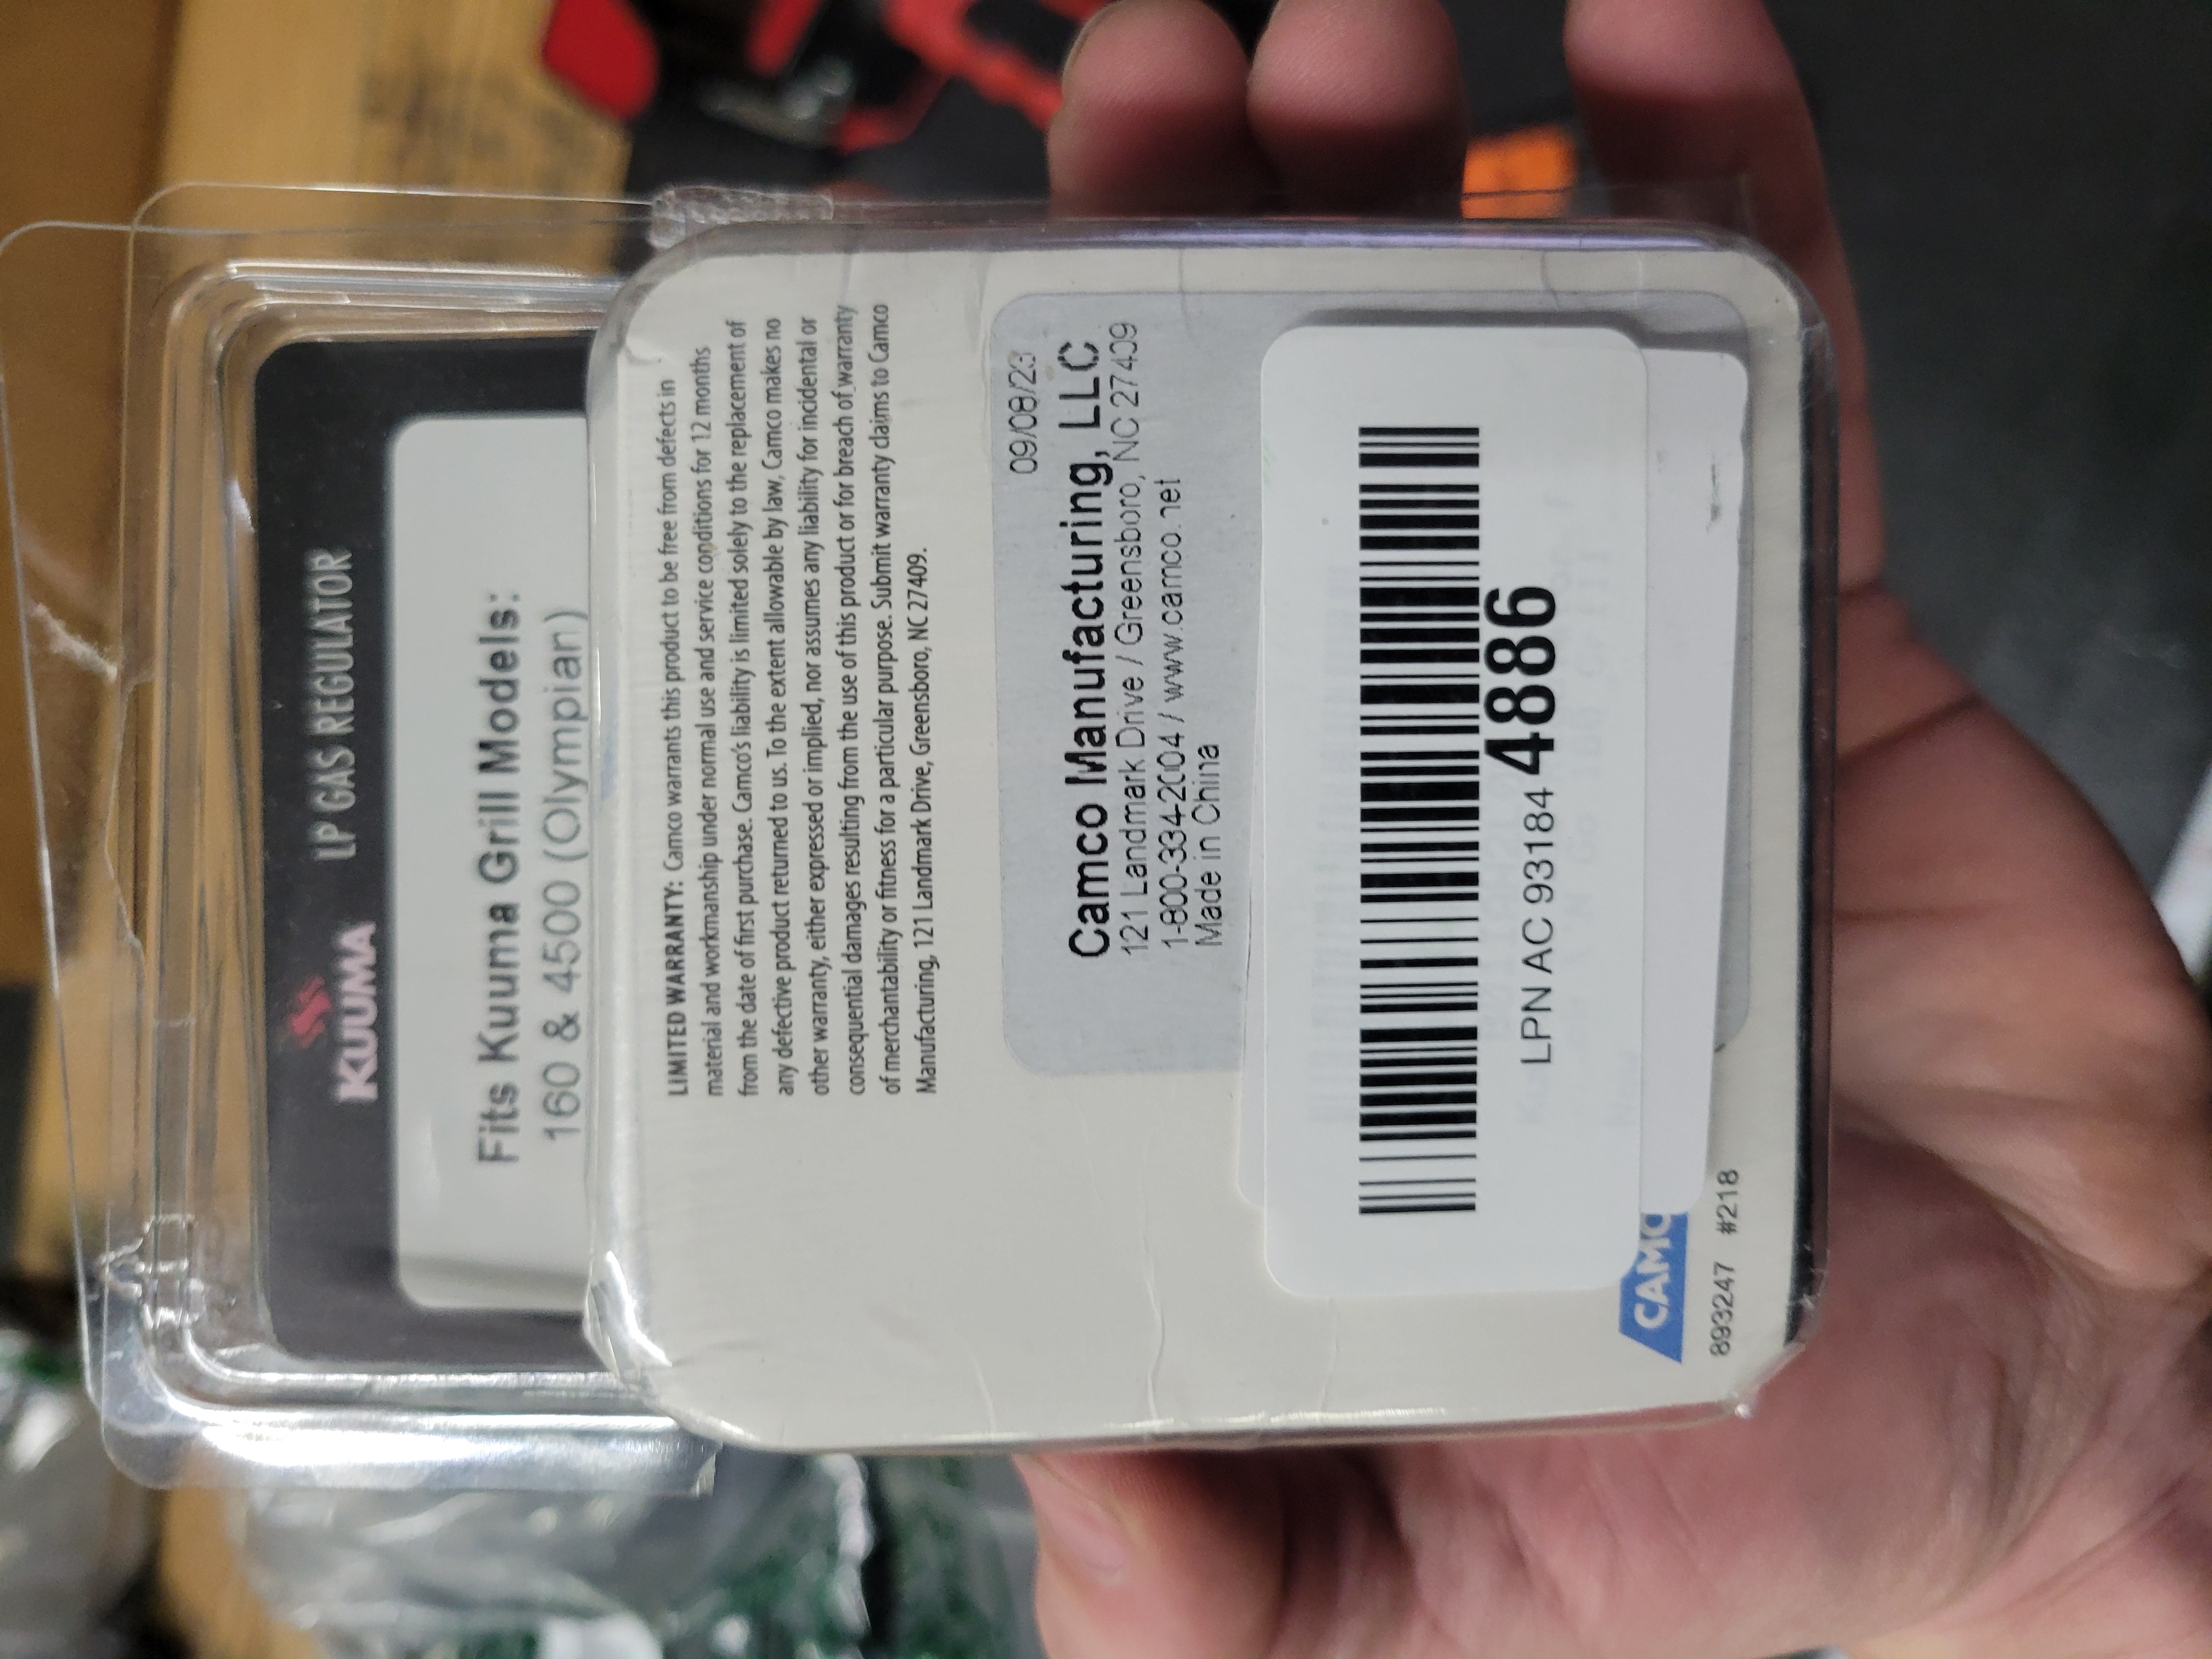 KUUMA LP GAS REGULATOR
Fits Kuuma Grill Models:
160 & 4500 (Olympian)
LIMITED WARRANTY: Camco warrants this product to be free from defects in
material and workmanship under normal use and service conditions for 12 months
from the date of first purchase. Camco's liability is limited solely to the replacement of
any defective product returned to us. To the extent allowable by law, Camco makes no
other warranty, either expressed or implied, nor assumes any liability for incidental or
consequential damages resulting from the use of this product or for breach of warranty
of merchantability or fitness for a particular purpose. Submit warranty claims to Camco
Manufacturing, 121 Landmark Drive, Greensboro, NC 27409.
09/08/23
Camco Manufacturing, LLC
121 Landmark Drive / Greensboro, NC 27409
1-800-334-2004 / www.camco.net
Made in China
LPN AC 93184 4886
CAMC
893247 #218